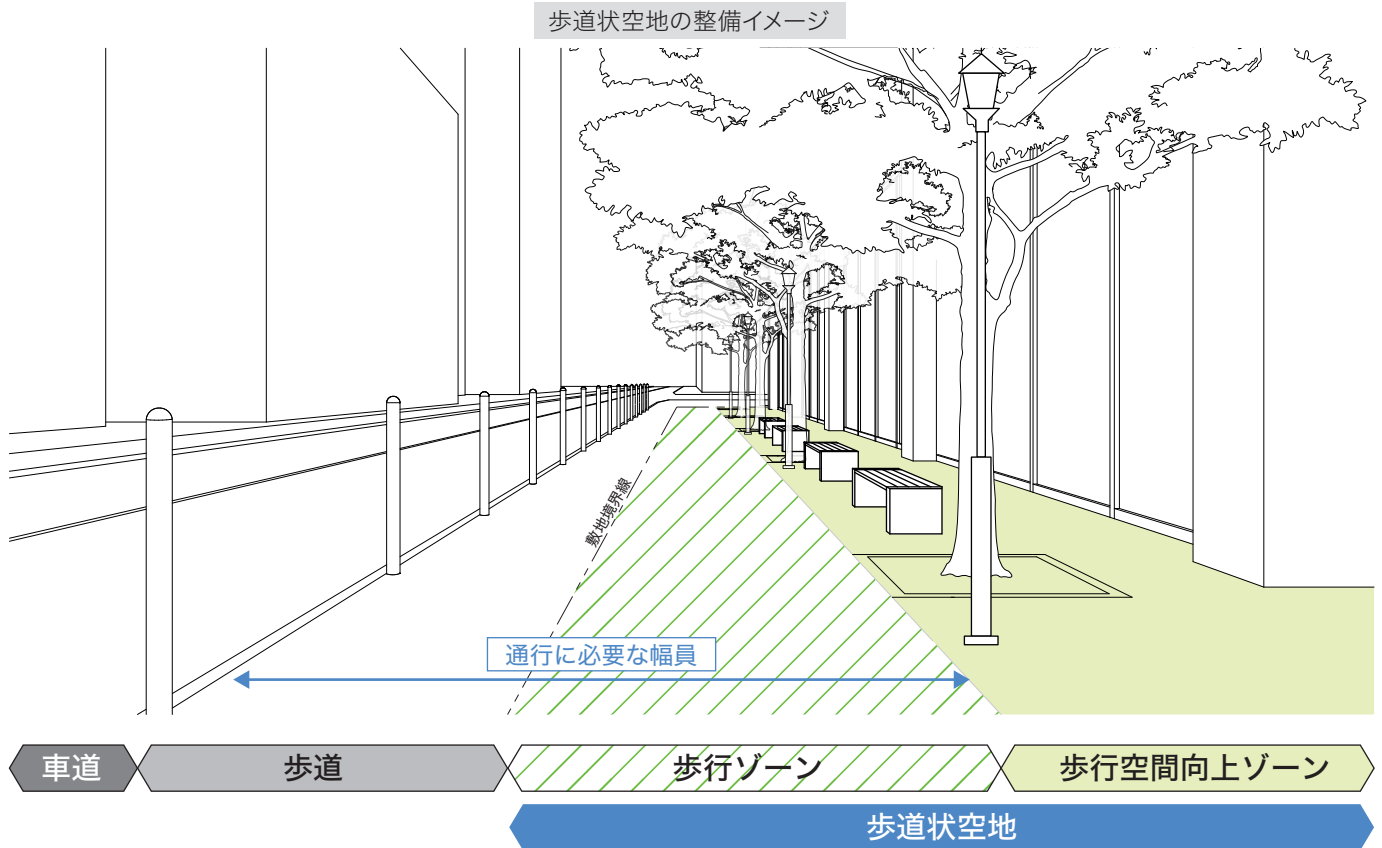 歩道状空地の整備イメージ
敷地境界線
通行に必要な幅員
車道
歩道
歩行ゾーン
歩行空間向上ゾーン
歩道状空地